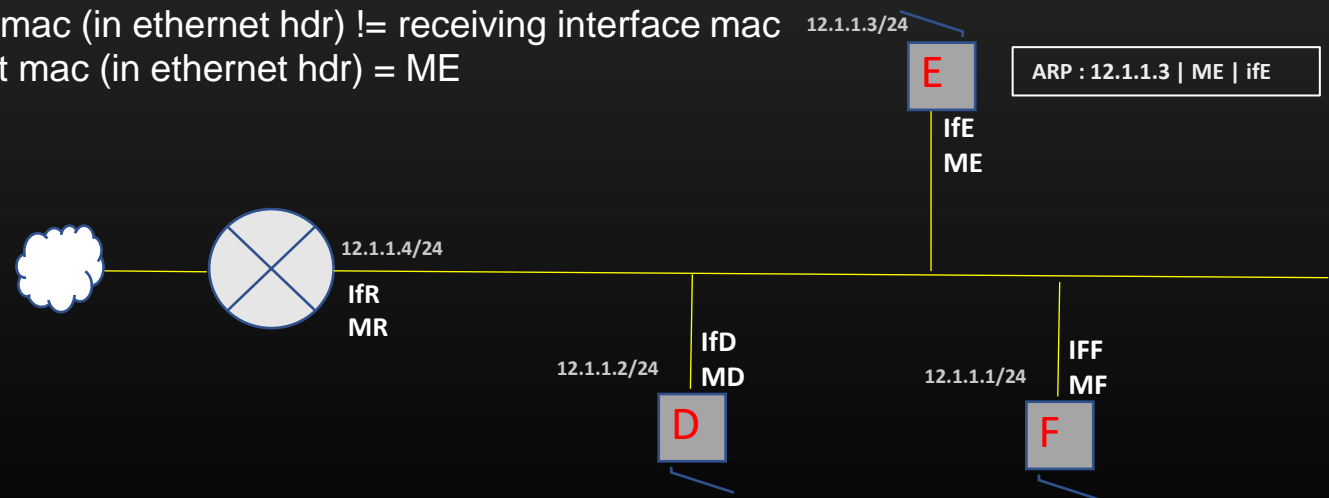 mac (in ethernet hdr) != receiving interface mac
t mac (in ethernet hdr) = ME
12.1.1.3/24
E
ARP : 12.1.1.3 | ME | ifE
IfE
ME
12.1.1.4/24
IfR
MR
12.1.1.2/24
IfD
MD
D
12.1.1.1/24
IFF
MF
F